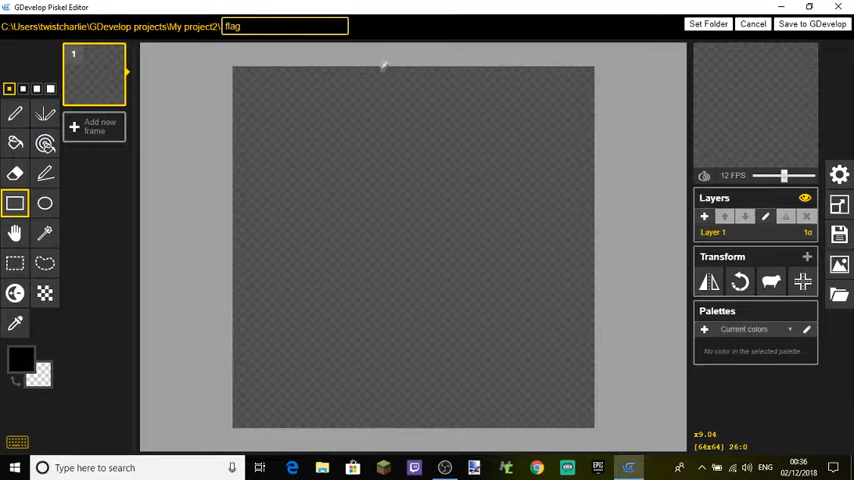 GDevelop Piskel Editor
C:\Users\twistcharlie\GDevelop projects\My project2\ flag
Set Folder Cancel Save to GDevelop
1
Add new
frame
12 FPS
Layers
Layer 1
1α
Transform
Palettes
Current colors
No color in the selected palette ...
x9.04
[64x64] 26:0
Type here to search
EPIC
ENG
00:36
02/12/2018